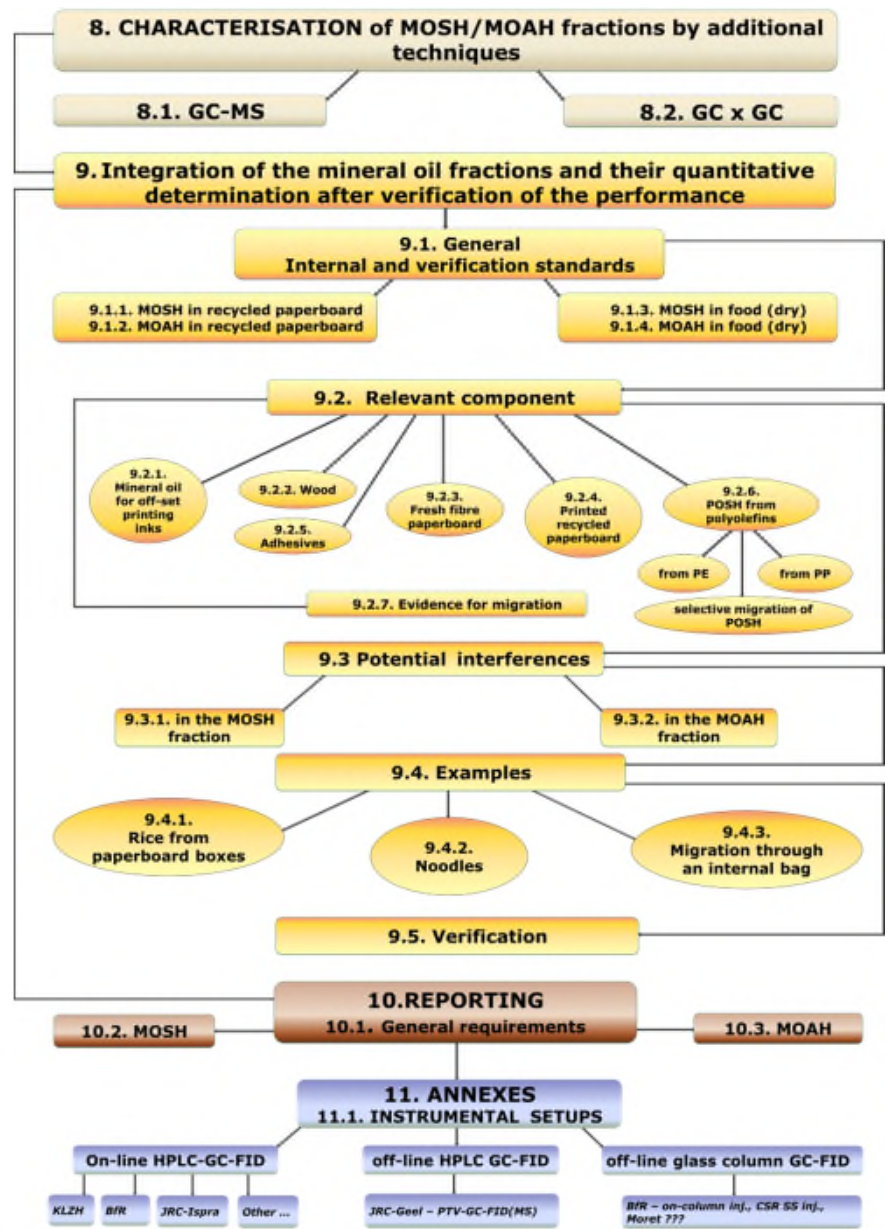 8. CHARACTERISATION of MOSH/MOAH fractions by additional
techniques
8.1. GC-MS
8.2. GC x GC
9. Integration of the mineral oil fractions and their quantitative
determination after verification of the performance
9.1. General
Internal and verification standards
9.1.1. MOSH in recycled paperboard
9.1.2. MOAH in recycled paperboard
9.1.3. MOSH in food (dry)
9.1.4. MOAH in food (dry)
9.2. Relevant component
9.2.1.
Mineral oil
for off-set
printing
inks
9.2.2. Wood
9.2.5.
Adhesives
9.2.3.
Fresh fibre
paperboard
9.2.4.
Printed
recycled
paperboard
9.2.6.
POSH from
polyolefins
from PE
from PP
selective migration of
POSH
9.2.7. Evidence for migration
9.3 Potential interferences
9.3.1. in the MOSH
fraction
9.3.2. in the MOAH
fraction
9.4. Examples
9.4.1.
Rice from
paperboard boxes
9.4.2.
Noodles
9.4.3.
Migration through
an internal bag
9.5. Verification
10.REPORTING
10.1. General requirements
10.2. MOSH
10.3. MOAH
11. ANNEXES
11.1. INSTRUMENTAL SETUPS
On-line HPLC-GC-FID
off-line HPLC GC-FID
off-line glass column GC-FID
KLZH
BfR
JRC-Ispra
Other ...
JRC-Geel – PTV-GC-FID(MS)
BfR – on-column inj., CSR SS inj.,
Moret ???